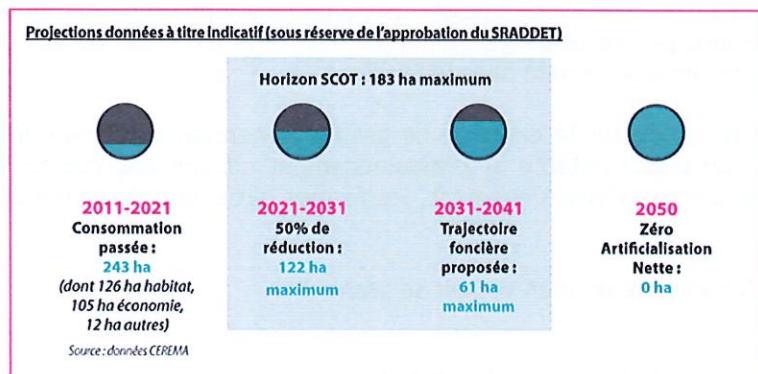 Projections données à titre indicatif (sous réserve de l'approbation du SRADDET)
Horizon SCOT : 183 ha maximum
2011-2021
Consommation
passée :
243 ha
(dont 126 ha habitat,
105 ha économie,
12 ha autres)
Source : données CEREMA
2021-2031
50% de
réduction :
122 ha
maximum
2031-2041
Trajectoire
foncière
proposée :
61 ha
maximum
2050
Zéro
Artificialisation
Nette :
0 ha